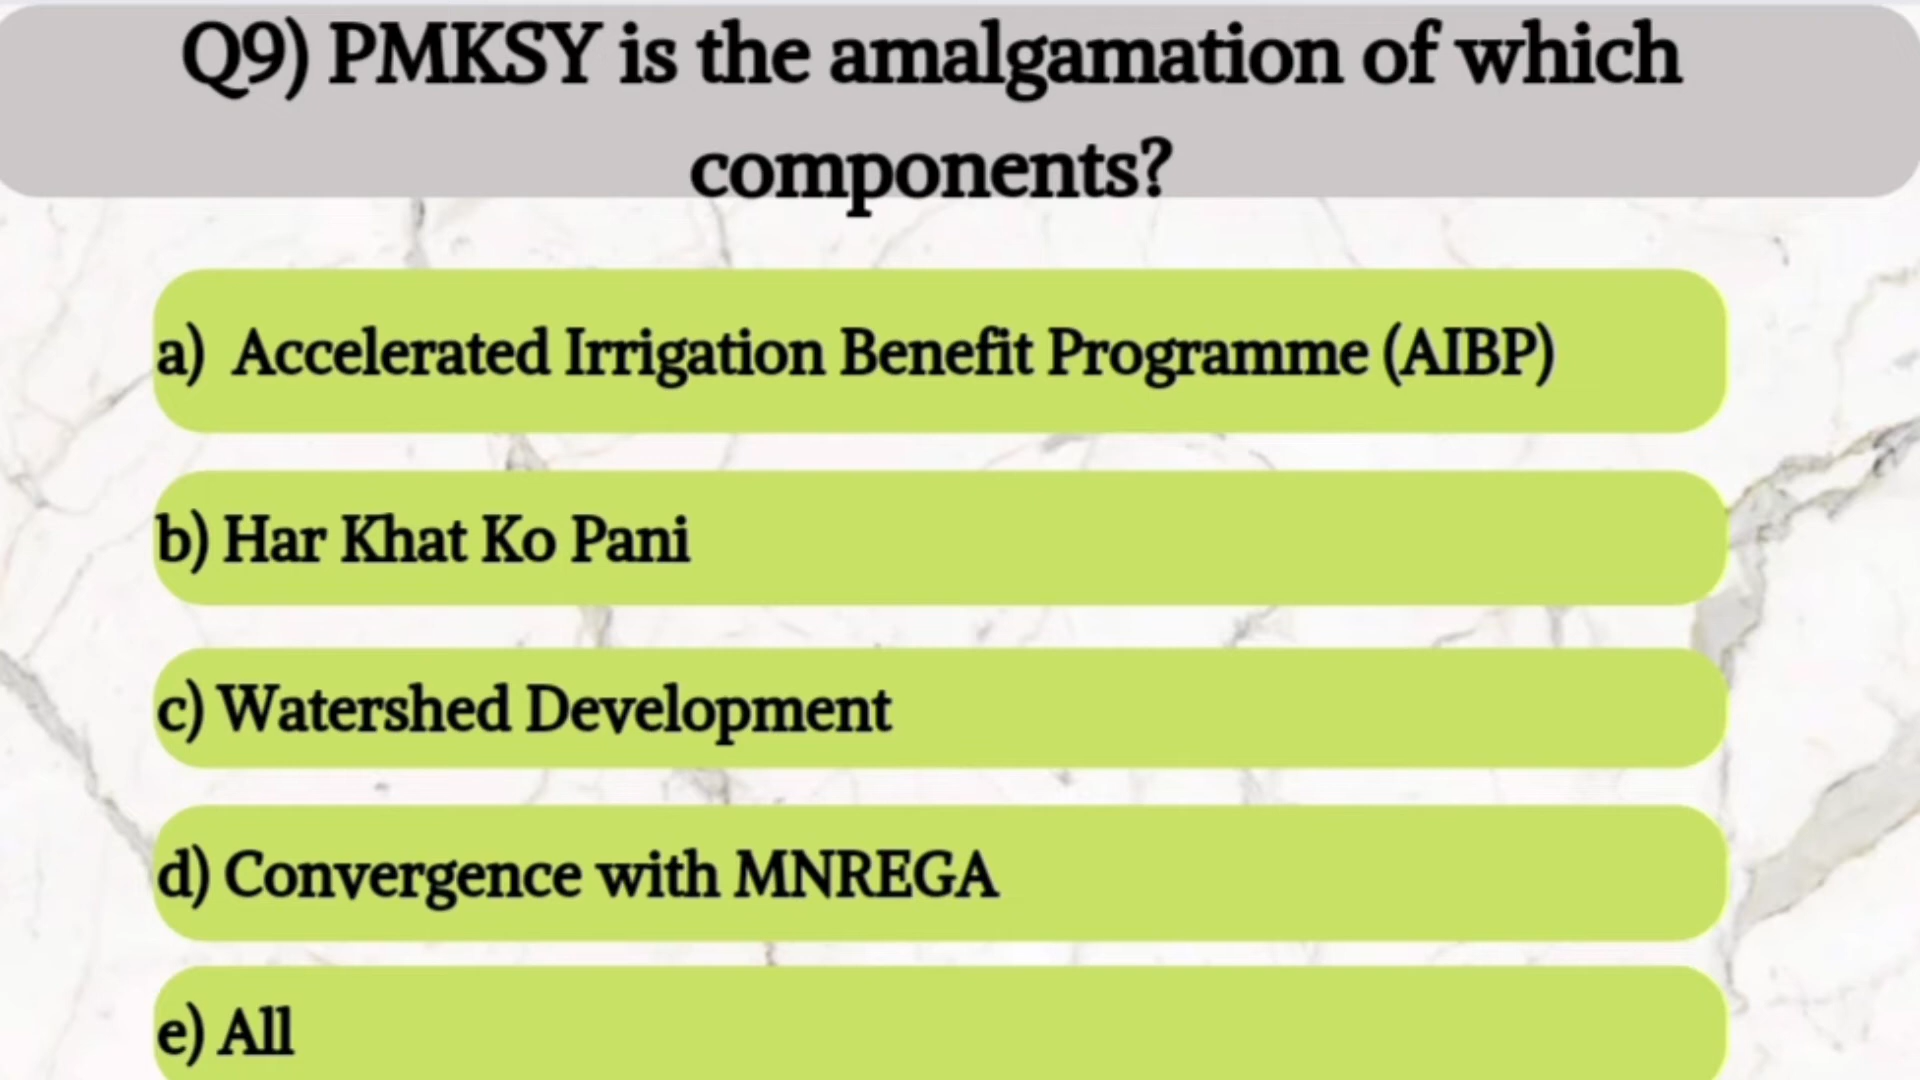 Q9) PMKSY is the amalgamation of which
components?
a) Accelerated Irrigation Benefit Programme (AIBP)
b) Har Khat Ko Pani
c) Watershed Development
d) Convergence with MNREGA
e) All